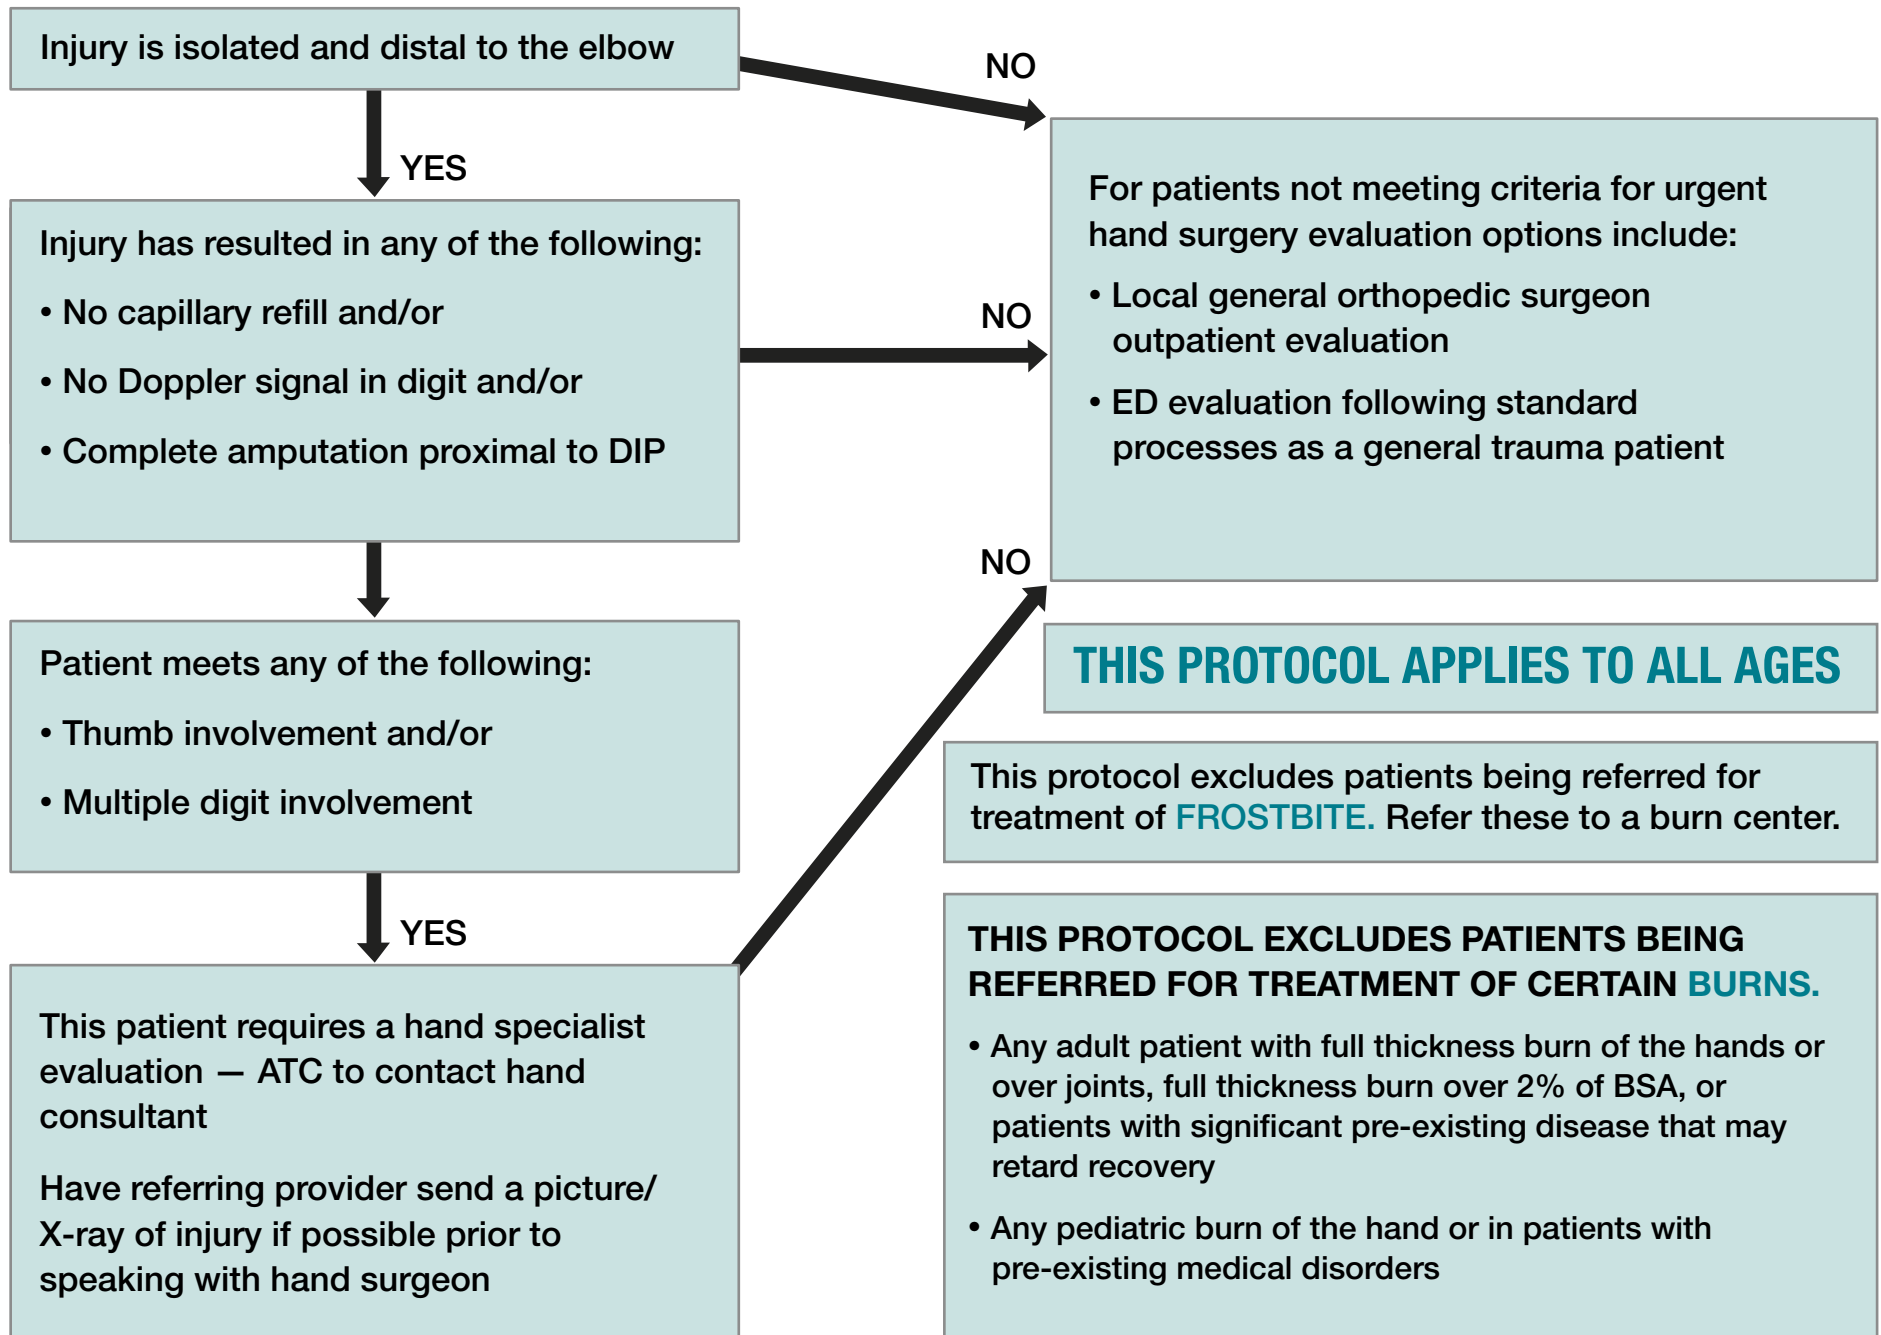 Injury is isolated and distal to the elbow
NO
YES
Injury has resulted in any of the following:
• No capillary refill and/or
• No Doppler signal in digit and/or
• Complete amputation proximal to DIP
NO
For patients not meeting criteria for urgent
hand surgery evaluation options include:
• Local general orthopedic surgeon
outpatient evaluation
• ED evaluation following standard
processes as a general trauma patient
NO
Patient meets any of the following:
• Thumb involvement and/or
• Multiple digit involvement
YES
This patient requires a hand specialist
evaluation — ATC to contact hand
consultant
Have referring provider send a picture/
X-ray of injury if possible prior to
speaking with hand surgeon
THIS PROTOCOL APPLIES TO ALL AGES
This protocol excludes patients being referred for
treatment of FROSTBITE. Refer these to a burn center.
THIS PROTOCOL EXCLUDES PATIENTS BEING
REFERRED FOR TREATMENT OF CERTAIN BURNS.
• Any adult patient with full thickness burn of the hands or
over joints, full thickness burn over 2% of BSA, or
patients with significant pre-existing disease that may
retard recovery
• Any pediatric burn of the hand or in patients with
pre-existing medical disorders